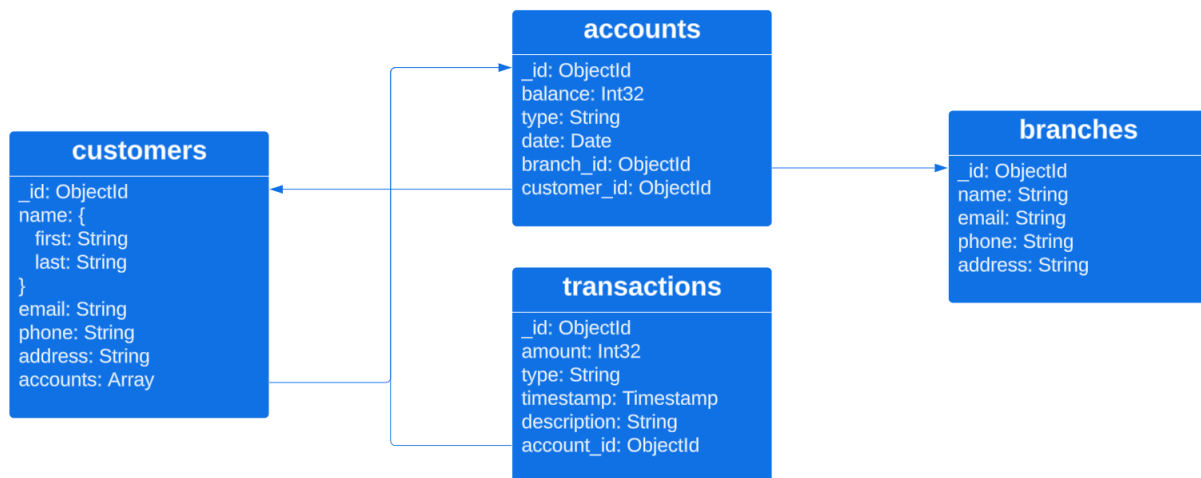 customers
_id: ObjectId
name: {
first: String
last: String
}
email: String
phone: String
address: String
accounts: Array
accounts
_id: ObjectId
balance: Int32
type: String
date: Date
branch_id: ObjectId
customer_id: ObjectId
transactions
_id: ObjectId
amount: Int32
type: String
timestamp: Timestamp
description: String
account_id: ObjectId
branches
_id: ObjectId
name: String
email: String
phone: String
address: String